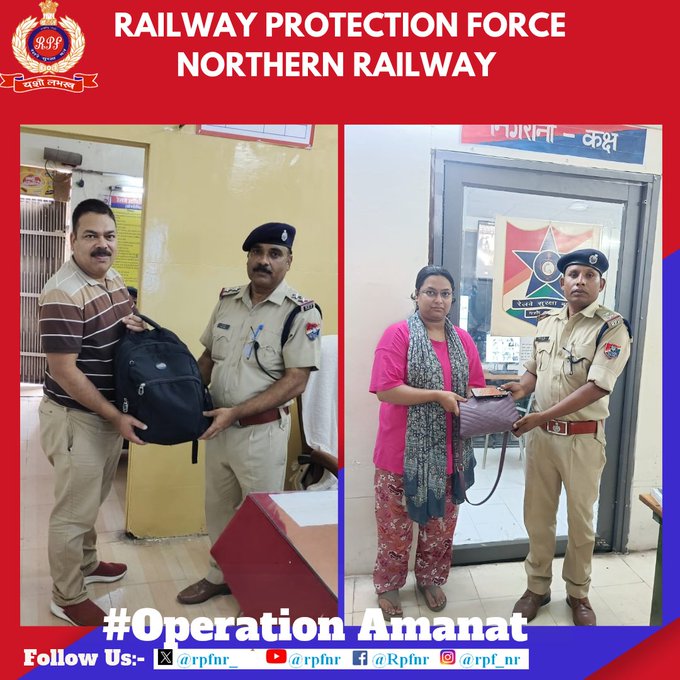 RAILWAY PROTECTION FORCE
NORTHERN RAILWAY
RPF
यशो लभस्व
निगरानी - कक्ष
रेलवे सुरक्षा
#Operation Amanat
Follow Us:- X @rpfnr_ @rpfnr @Rpfnr @rpf_nr